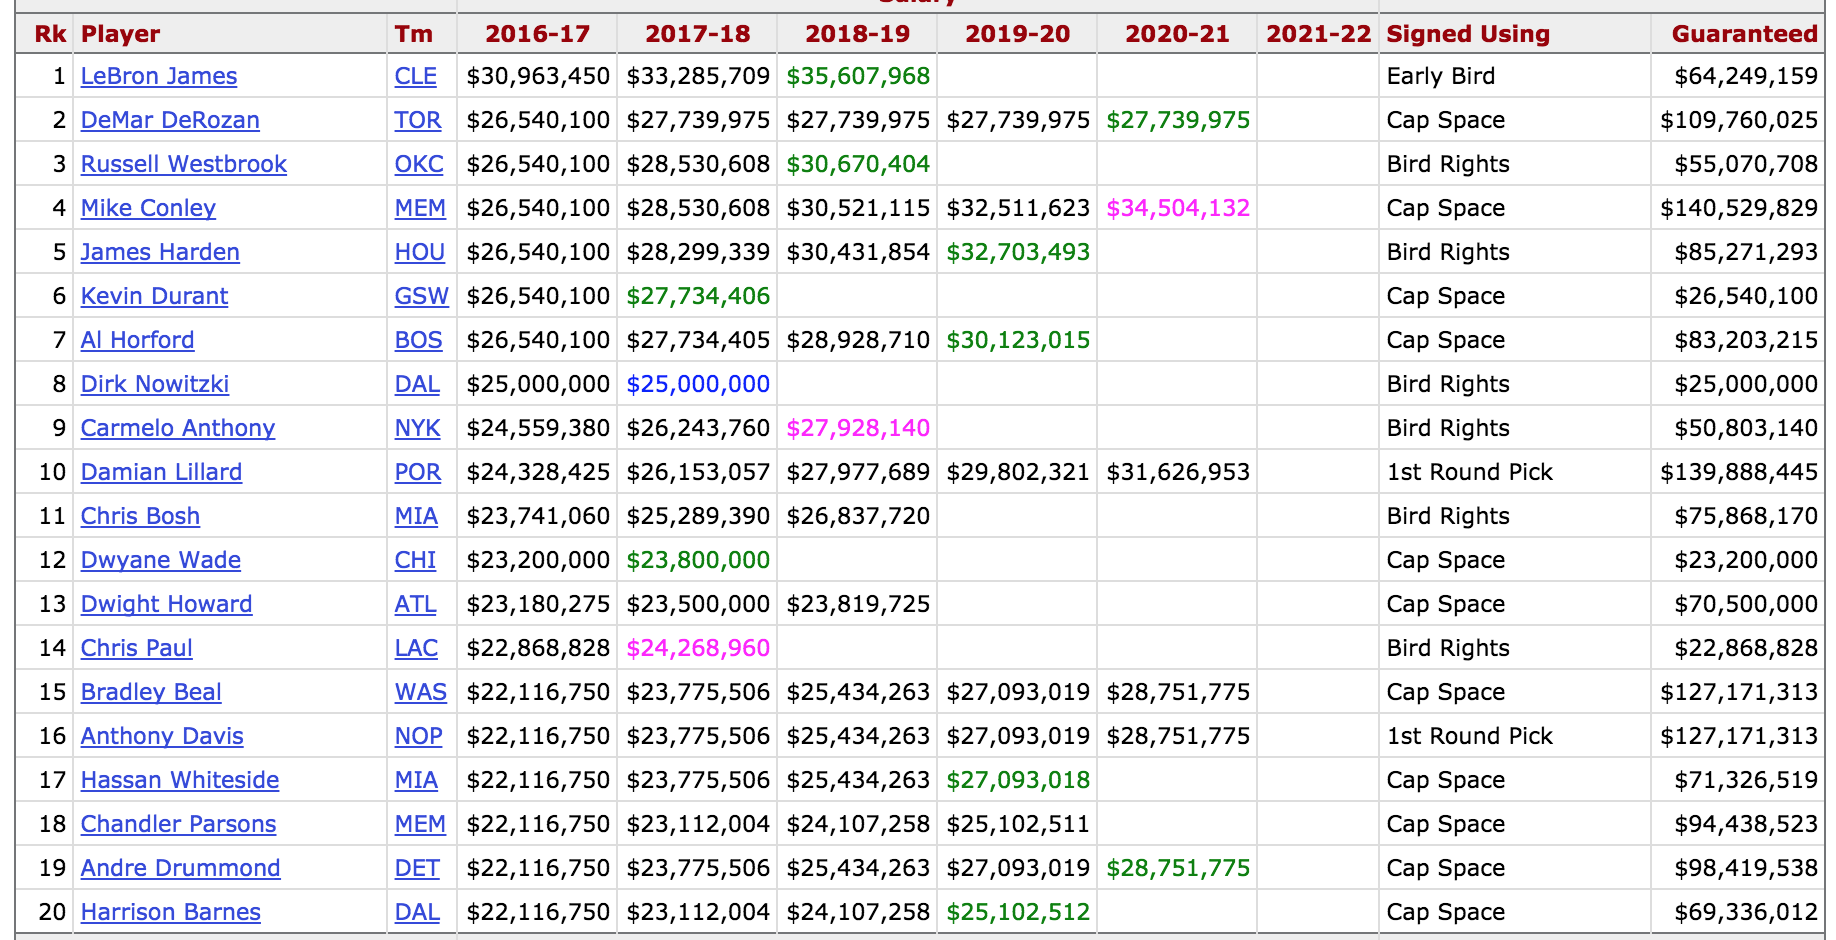 Salary
Rk Player Tm 2016-17 2017-18 2018-19 2019-20 2020-21 2021-22 Signed Using Guaranteed
1 LeBron James CLE $30,963,450 $33,285,709 $35,607,968 Early Bird $64,249,159
2 DeMar DeRozan TOR $26,540,100 $27,739,975 $27,739,975 $27,739,975 $27,739,975 Cap Space $109,760,025
3 Russell Westbrook OKC $26,540,100 $28,530,608 $30,670,404 Bird Rights $55,070,708
4 Mike Conley MEM $26,540,100 $28,530,608 $30,521,115 $32,511,623 $34,504,132 Cap Space $140,529,829
5 James Harden HOU $26,540,100 $28,299,339 $30,431,854 $32,703,493 Bird Rights $85,271,293
6 Kevin Durant GSW $26,540,100 $27,734,406 Cap Space $26,540,100
7 Al Horford BOS $26,540,100 $27,734,405 $28,928,710 $30,123,015 Cap Space $83,203,215
8 Dirk Nowitzki DAL $25,000,000 $25,000,000 Bird Rights $25,000,000
9 Carmelo Anthony NYK $24,559,380 $26,243,760 $27,928,140 Bird Rights $50,803,140
10 Damian Lillard POR $24,328,425 $26,153,057 $27,977,689 $29,802,321 $31,626,953 1st Round Pick $139,888,445
11 Chris Bosh MIA $23,741,060 $25,289,390 $26,837,720 Bird Rights $75,868,170
12 Dwyane Wade CHI $23,200,000 $23,800,000 Cap Space $23,200,000
13 Dwight Howard ATL $23,180,275 $23,500,000 $23,819,725 Cap Space $70,500,000
14 Chris Paul LAC $22,868,828 $24,268,960 Bird Rights $22,868,828
15 Bradley Beal WAS $22,116,750 $23,775,506 $25,434,263 $27,093,019 $28,751,775 Cap Space $127,171,313
16 Anthony Davis NOP $22,116,750 $23,775,506 $25,434,263 $27,093,019 $28,751,775 1st Round Pick $127,171,313
17 Hassan Whiteside MIA $22,116,750 $23,775,506 $25,434,263 $27,093,018 Cap Space $71,326,519
18 Chandler Parsons MEM $22,116,750 $23,112,004 $24,107,258 $25,102,511 Cap Space $94,438,523
19 Andre Drummond DET $22,116,750 $23,775,506 $25,434,263 $27,093,019 $28,751,775 Cap Space $98,419,538
20 Harrison Barnes DAL $22,116,750 $23,112,004 $24,107,258 $25,102,512 Cap Space $69,336,012